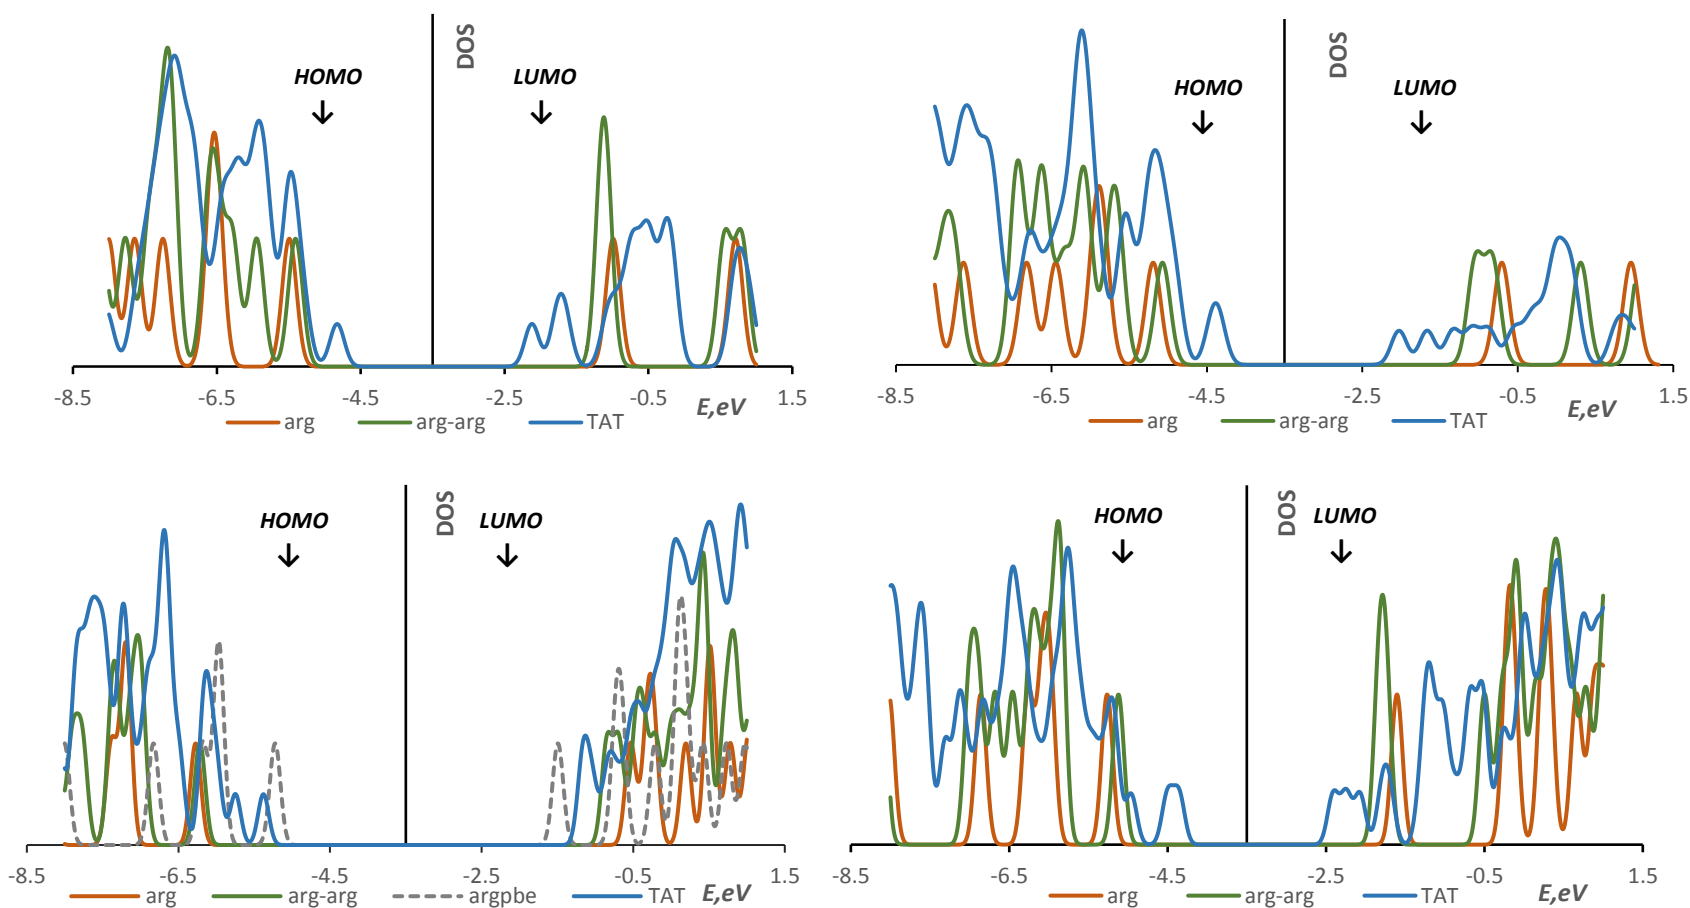 DOS
HOMO
LUMO
-8.5 -6.5 -4.5 -2.5 -0.5 1.5
E,eV
arg arg-arg TAT
DOS
HOMO
LUMO
-8.5 -6.5 -4.5 -2.5 -0.5 1.5
E,eV
arg arg-arg TAT
DOS
HOMO
LUMO
-8.5 -6.5 -4.5 -2.5 -0.5 1.5
arg arg-arg argpbe TAT E,eV
DOS
HOMO
LUMO
-8.5 -6.5 -4.5 -2.5 -0.5 1.5
arg arg-arg TAT E,eV